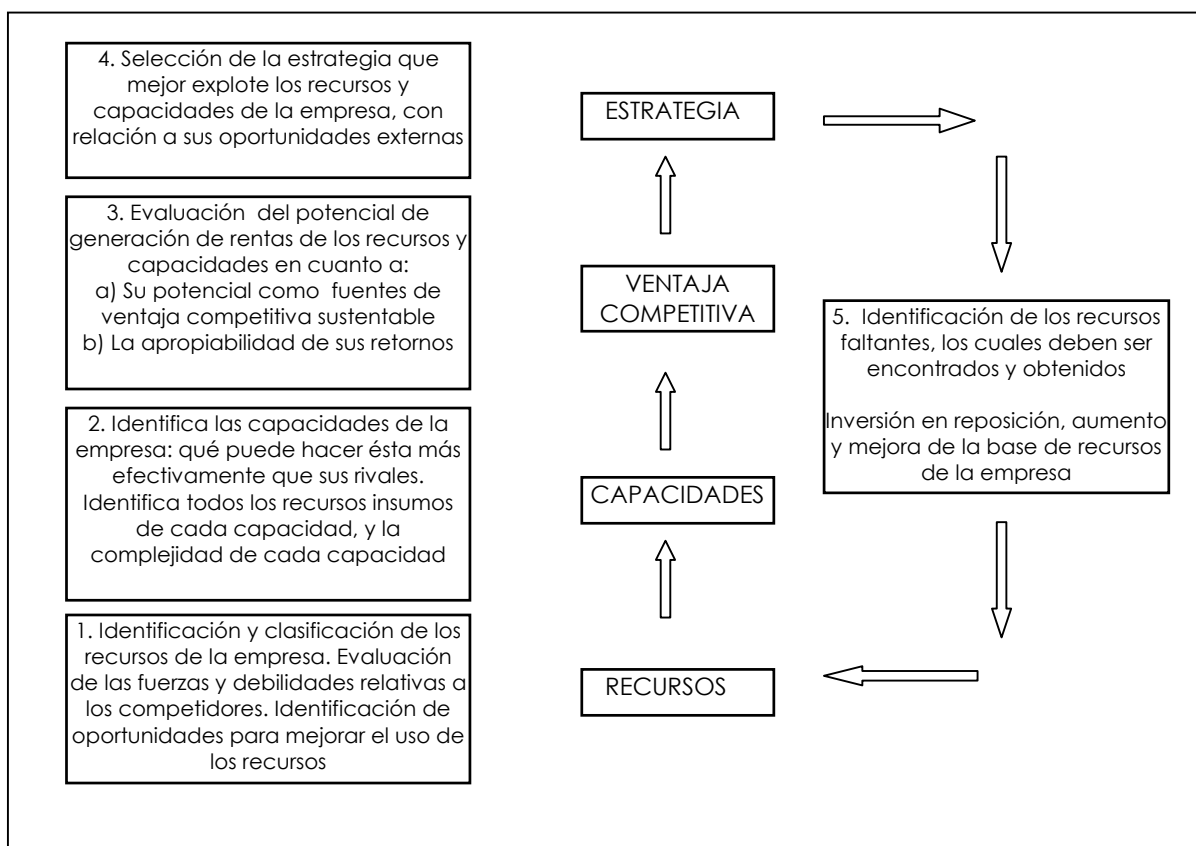 4. Selección de la estrategia que
mejor explote los recursos y
capacidades de la empresa, con
relación a sus oportunidades externas
ESTRATEGIA
3. Evaluación  del potencial de
generación de rentas de los recursos y
capacidades en cuanto a:
a) Su potencial como  fuentes de
ventaja competitiva sustentable
b) La apropiabilidad de sus retornos
VENTAJA
COMPETITIVA
5.  Identificación de los recursos
faltantes, los cuales deben ser
encontrados y obtenidos
Inversión en reposición, aumento
y mejora de la base de recursos
de la empresa
2. Identifica las capacidades de la
empresa: qué puede hacer ésta más
efectivamente que sus rivales.
Identifica todos los recursos insumos
de cada capacidad, y la
complejidad de cada capacidad
CAPACIDADES
1. Identificación y clasificación de los
recursos de la empresa. Evaluación
de las fuerzas y debilidades relativas a
los competidores. Identificación de
oportunidades para mejorar el uso de
los recursos
RECURSOS